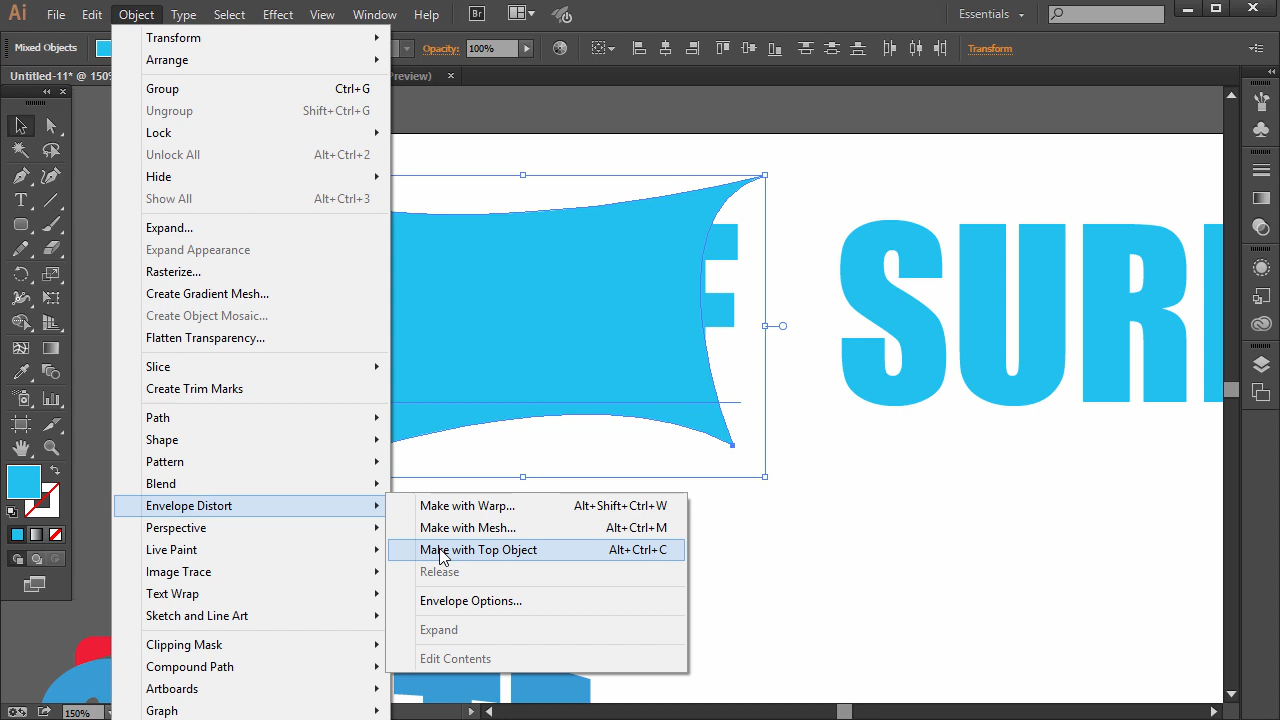 Ai File Edit Object Type Select Effect View Window Help Br Essentials
Mixed Objects Opacity: 100% Transform
Untitled-11* @ 150% review)
Transform
Arrange
Group Ctrl+G
Ungroup Shift+Ctrl+G
Lock
Unlock All Alt+Ctrl+2
Hide
Show All Alt+Ctrl+3
Expand...
Expand Appearance
Rasterize...
Create Gradient Mesh...
Create Object Mosaic...
Flatten Transparency...
Slice
Create Trim Marks
Path
Shape
Pattern
Blend
Envelope Distort
Perspective
Live Paint
Image Trace
Text Wrap
Sketch and Line Art
Clipping Mask
Compound Path
Artboards
Graph
Make with Warp... Alt+Shift+Ctrl+W
Make with Mesh... Alt+Ctrl+M
Make with Top Object Alt+Ctrl+C
Release
Envelope Options...
Expand
Edit Contents
F SUR
150%